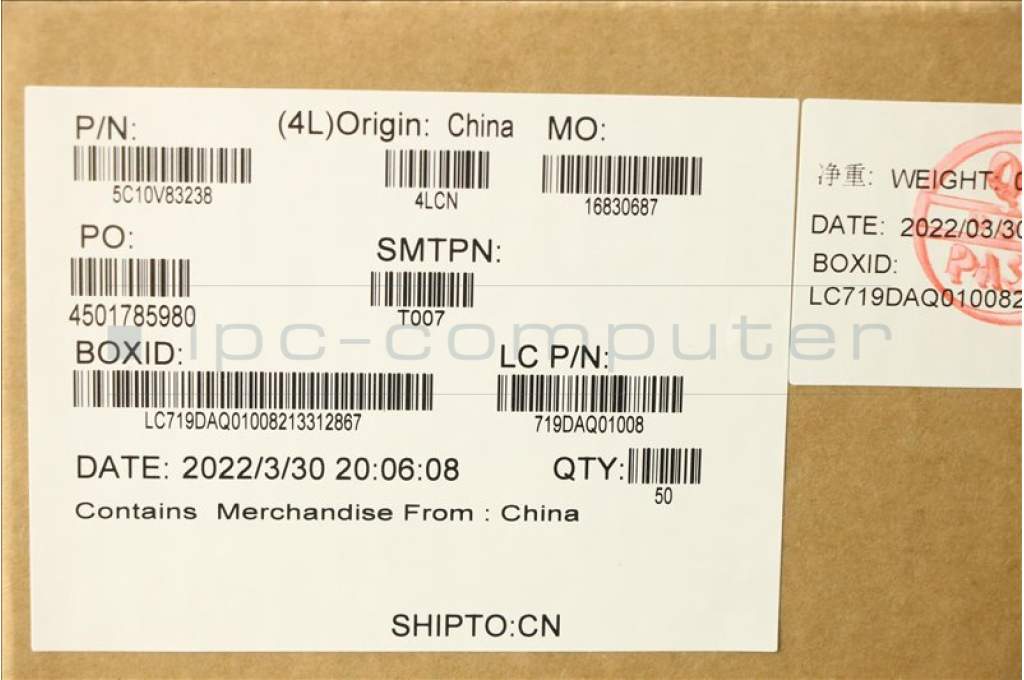 P/N: (4L)Origin: China MO:
5C10V83238 4LCN 16830687
PO: SMTPN:
4501785980 T007
BOXID: LC P/N:
LC719DAQ01008213312867 719DAQ01008
DATE: 2022/3/30 20:06:08 QTY:
50
Contains Merchandise From : China
SHIPTO:CN
净重: WEIGHT:
DATE: 2022/03/30
BOXID:
LC719DAQ010082
ipc-computer